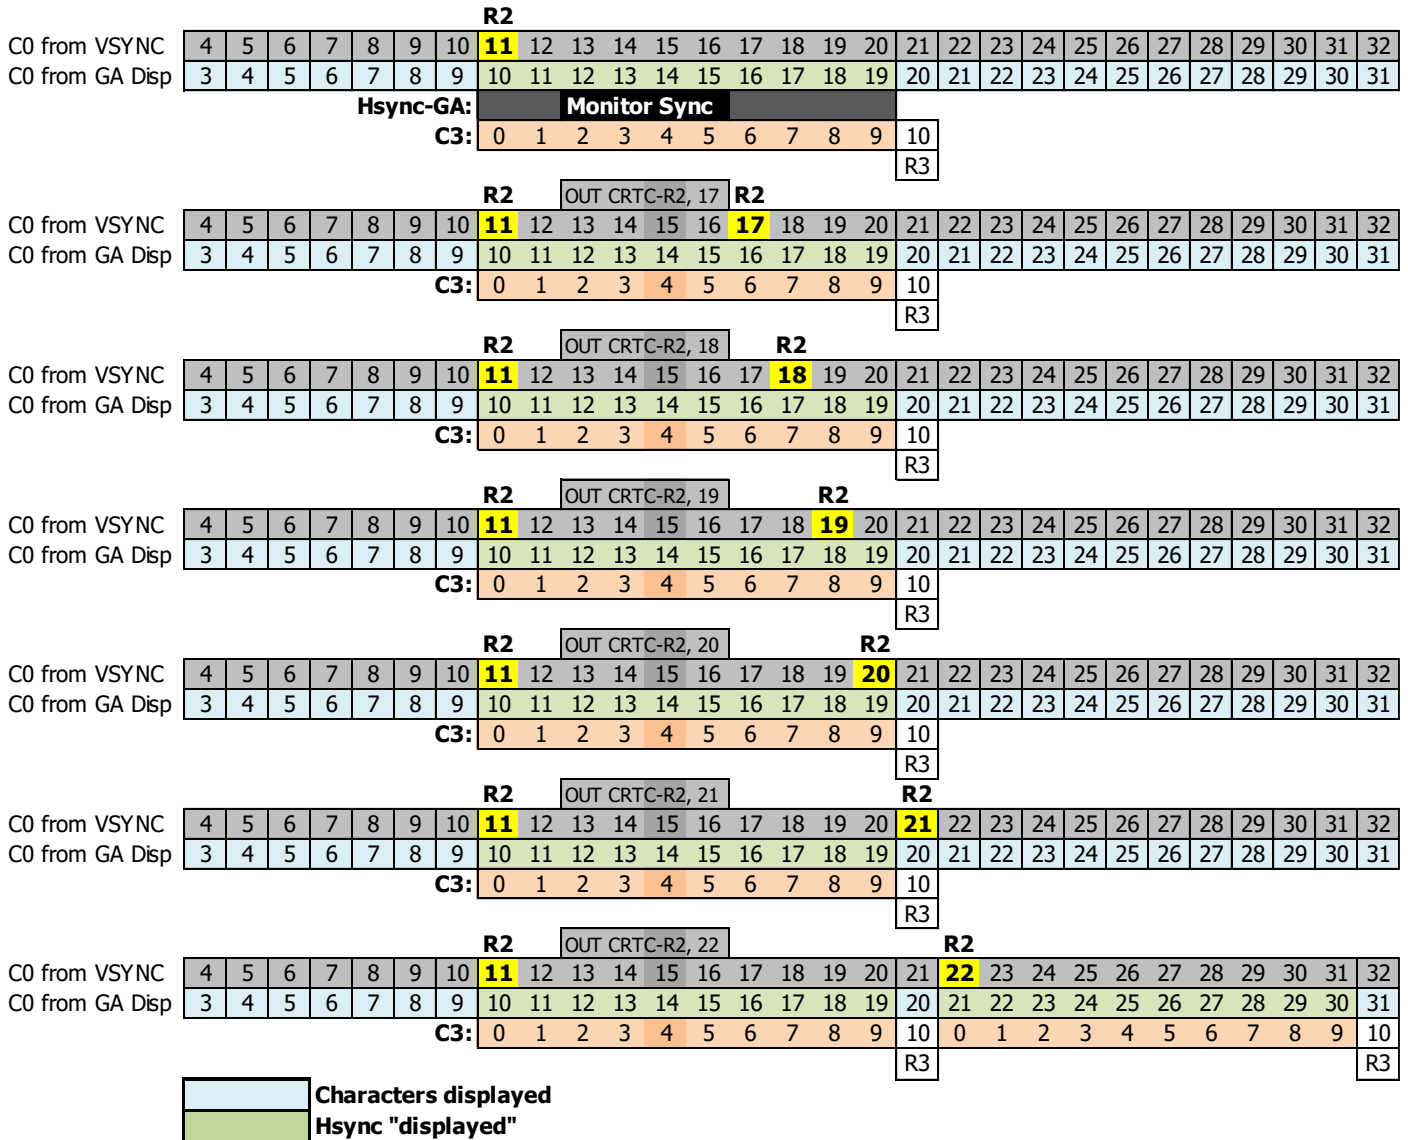 R2
C0 from VSYNC 4 5 6 7 8 9 10 11 12 13 14 15 16 17 18 19 20 21 22 23 24 25 26 27 28 29 30 31 32
C0 from GA Disp 3 4 5 6 7 8 9 10 11 12 13 14 15 16 17 18 19 20 21 22 23 24 25 26 27 28 29 30 31
Hsync-GA: Monitor Sync
C3: 0 1 2 3 4 5 6 7 8 9 10
R3
R2 OUT CRTC-R2, 17 R2
C0 from VSYNC 4 5 6 7 8 9 10 11 12 13 14 15 16 17 18 19 20 21 22 23 24 25 26 27 28 29 30 31 32
C0 from GA Disp 3 4 5 6 7 8 9 10 11 12 13 14 15 16 17 18 19 20 21 22 23 24 25 26 27 28 29 30 31
C3: 0 1 2 3 4 5 6 7 8 9 10
R3
R2 OUT CRTC-R2, 18 R2
C0 from VSYNC 4 5 6 7 8 9 10 11 12 13 14 15 16 17 18 19 20 21 22 23 24 25 26 27 28 29 30 31 32
C0 from GA Disp 3 4 5 6 7 8 9 10 11 12 13 14 15 16 17 18 19 20 21 22 23 24 25 26 27 28 29 30 31
C3: 0 1 2 3 4 5 6 7 8 9 10
R3
R2 OUT CRTC-R2, 19 R2
C0 from VSYNC 4 5 6 7 8 9 10 11 12 13 14 15 16 17 18 19 20 21 22 23 24 25 26 27 28 29 30 31 32
C0 from GA Disp 3 4 5 6 7 8 9 10 11 12 13 14 15 16 17 18 19 20 21 22 23 24 25 26 27 28 29 30 31
C3: 0 1 2 3 4 5 6 7 8 9 10
R3
R2 OUT CRTC-R2, 20 R2
C0 from VSYNC 4 5 6 7 8 9 10 11 12 13 14 15 16 17 18 19 20 21 22 23 24 25 26 27 28 29 30 31 32
C0 from GA Disp 3 4 5 6 7 8 9 10 11 12 13 14 15 16 17 18 19 20 21 22 23 24 25 26 27 28 29 30 31
C3: 0 1 2 3 4 5 6 7 8 9 10
R3
R2 OUT CRTC-R2, 21 R2
C0 from VSYNC 4 5 6 7 8 9 10 11 12 13 14 15 16 17 18 19 20 21 22 23 24 25 26 27 28 29 30 31 32
C0 from GA Disp 3 4 5 6 7 8 9 10 11 12 13 14 15 16 17 18 19 20 21 22 23 24 25 26 27 28 29 30 31
C3: 0 1 2 3 4 5 6 7 8 9 10
R3
R2 OUT CRTC-R2, 22 R2
C0 from VSYNC 4 5 6 7 8 9 10 11 12 13 14 15 16 17 18 19 20 21 22 23 24 25 26 27 28 29 30 31 32
C0 from GA Disp 3 4 5 6 7 8 9 10 11 12 13 14 15 16 17 18 19 20 21 22 23 24 25 26 27 28 29 30 31
C3: 0 1 2 3 4 5 6 7 8 9 10 0 1 2 3 4 5 6 7 8 9 10
R3 R3
Characters displayed
Hsync "displayed"